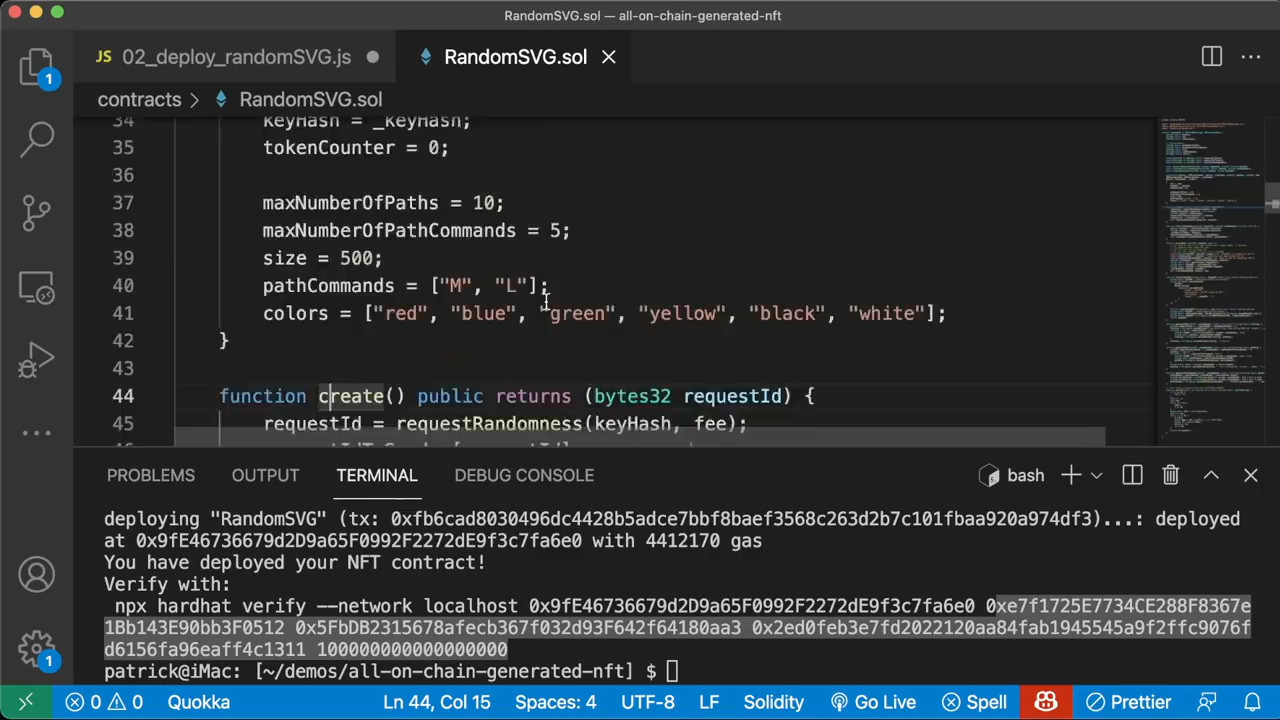 RandomSVG.sol — all-on-chain-generated-nft
JS 02_deploy_randomSVG.js
RandomSVG.sol
contracts > RandomSVG.sol
34 keyHash = _keyHash;
35 tokenCounter = 0;
36
37 maxNumberOfPaths = 10;
38 maxNumberOfPathCommands = 5;
39 size = 500;
40 pathCommands = ["M", "L"];
41 colors = ["red", "blue", "green", "yellow", "black", "white"];
42 }
43
44 function create() public returns (bytes32 requestId) {
45 requestId = requestRandomness(keyHash, fee);
1
PROBLEMS OUTPUT TERMINAL DEBUG CONSOLE bash
deploying "RandomSVG" (tx: 0xfb6cad8030496dc4428b5adce7bbf8baef3568c263d2b7c101fbaa920a974df3)...: deployed
at 0x9fE46736679d2D9a65F0992F2272dE9f3c7fa6e0 with 4412170 gas
You have deployed your NFT contract!
Verify with:
npx hardhat verify --network localhost 0x9fE46736679d2D9a65F0992F2272dE9f3c7fa6e0 0xe7f1725E7734CE288F8367e
1Bb143E90bb3F0512 0x5FbDB2315678afecb367f032d93F642f64180aa3 0x2ed0feb3e7fd2022120aa84fab1945545a9f2ffc9076f
d6156fa96eaff4c1311 100000000000000000
patrick@iMac: [~/demos/all-on-chain-generated-nft] $
1
0 0 Quokka Ln 44, Col 15 Spaces: 4 UTF-8 LF Solidity Go Live Spell Prettier